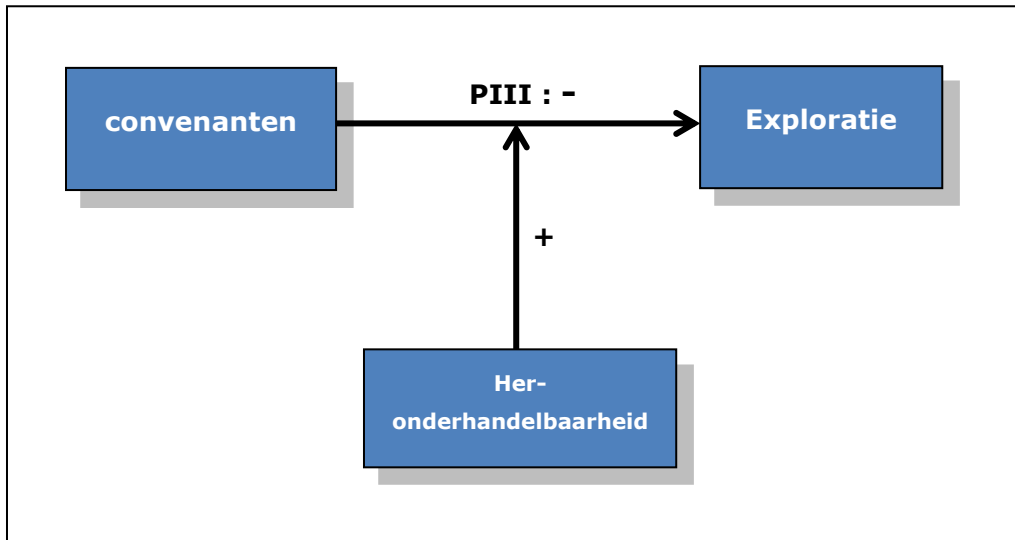 PIII : -
convenanten
Exploratie
+
Her-
onderhandelbaarheid